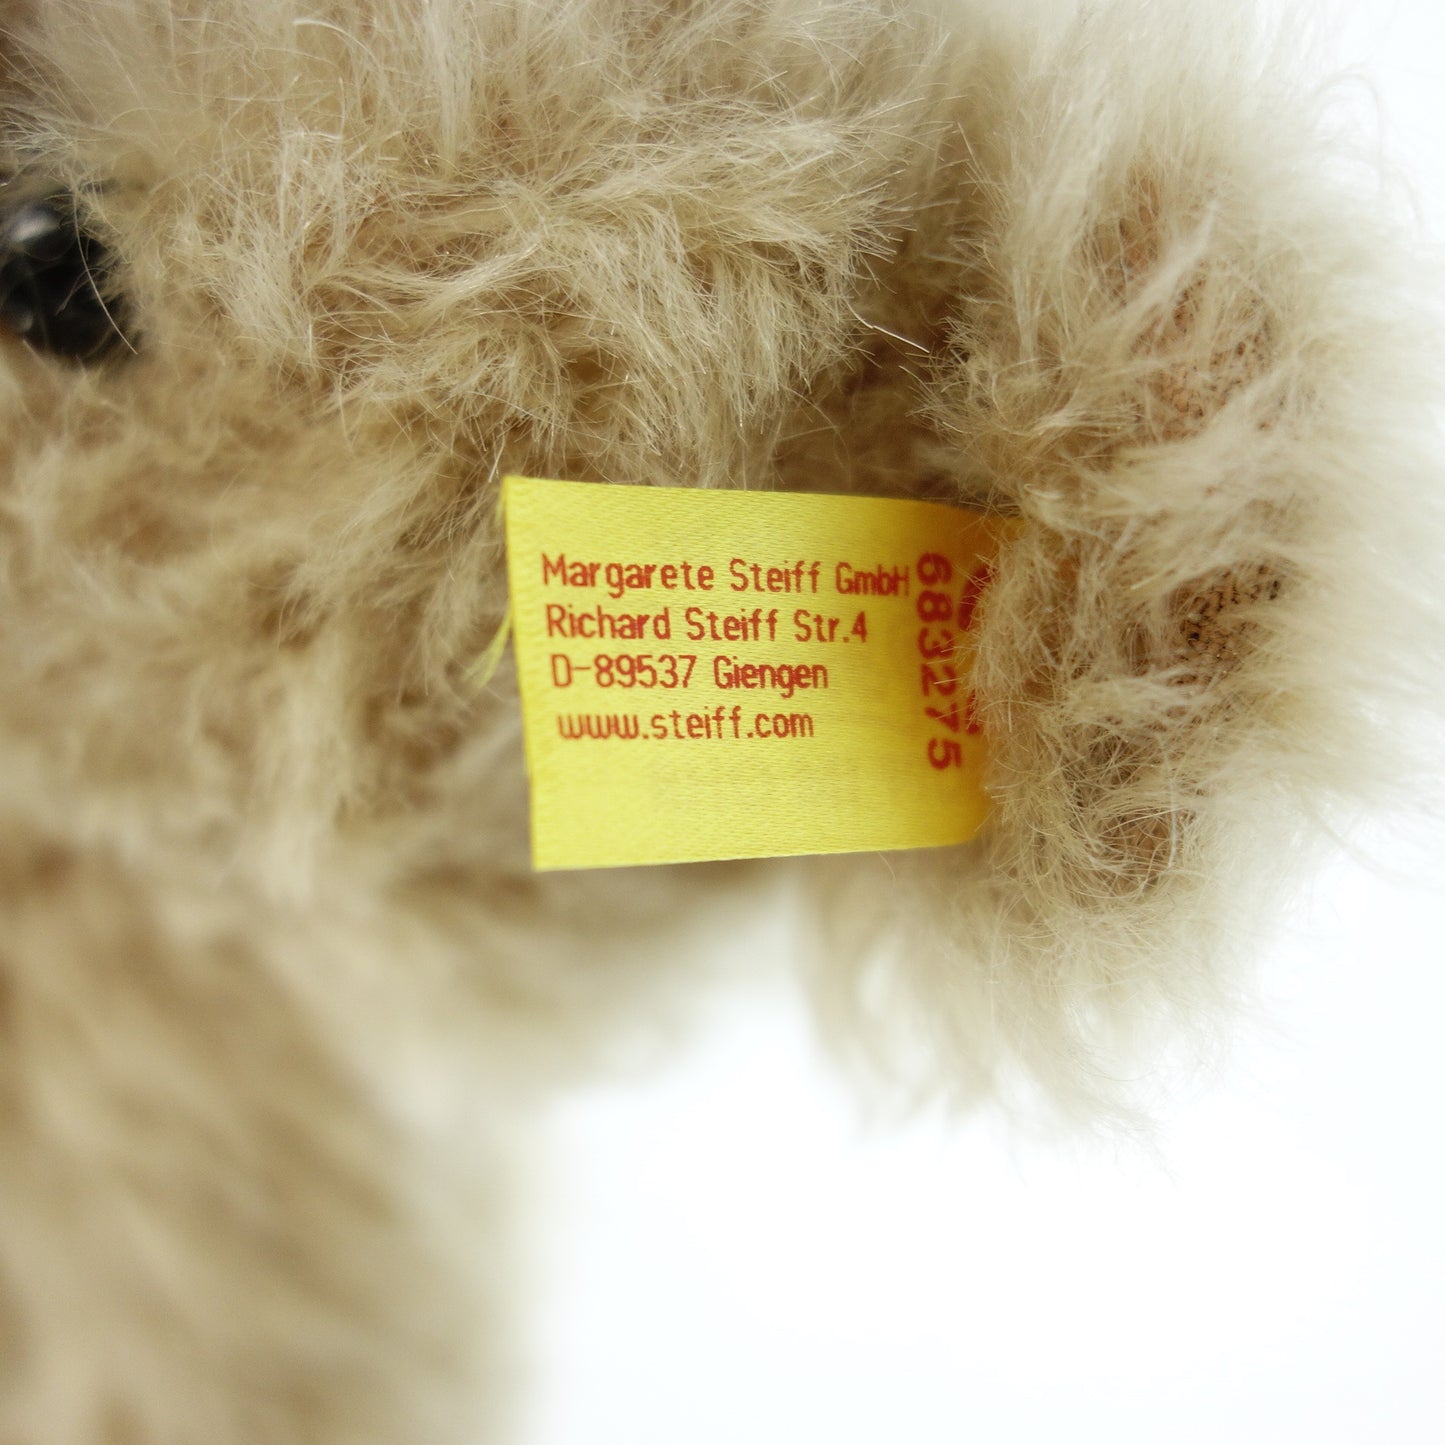 Margarete Steiff GmbH
Richard Steiff Str.4
D-89537 Giengen
www.steiff.com
683275